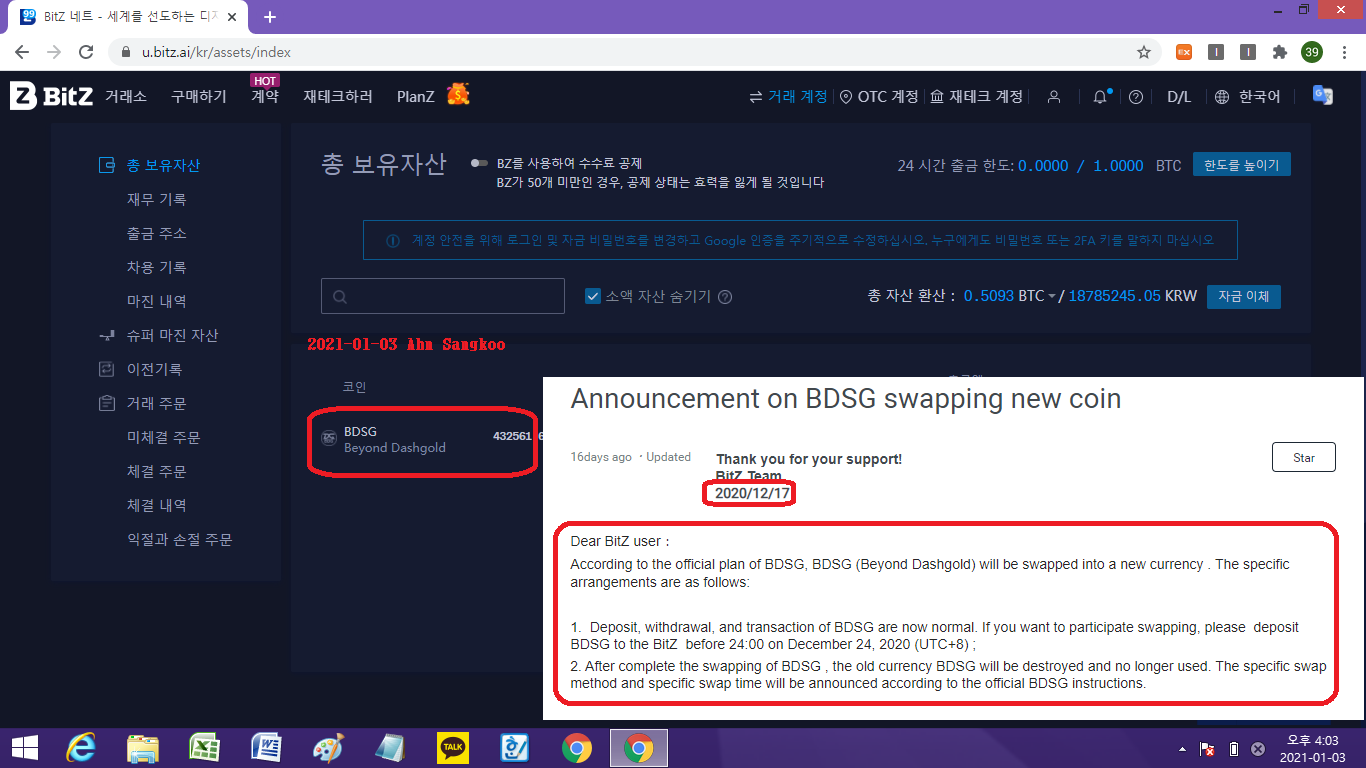 BitZ 네트 - 세계를 선도하는 디지
u.bitz.ai/kr/assets/index
39
BitZ 거래소 구매하기 HOT 계약 재테크하러 PlanZ 거래 계정 OTC 계정 재테크 계정 D/L 한국어
총 보유자산
재무 기록
출금 주소
차용 기록
마진 내역
슈퍼 마진 자산
이전기록
거래 주문
미체결 주문
체결 주문
체결 내역
익절과 손절 주문
총 보유자산
BZ를 사용하여 수수료 공제
BZ가 50개 미만인 경우, 공제 상태는 효력을 잃게 될 것입니다
24 시간 출금 한도: 0.0000 / 1.0000 BTC 한도를 높이기
계정 안전을 위해 로그인 및 자금 비밀번호를 변경하고 Google 인증을 주기적으로 수정하십시오. 누구에게도 비밀번호 또는 2FA 키를 말하지 마십시오
소액 자산 숨기기
총 자산 환산 : 0.5093 BTC / 18785245.05 KRW 자금 이체
2021-01-03 Ahn Sangkoo
코인
BDSG
Beyond Dashgold
Announcement on BDSG swapping new coin
16days ago · Updated
Thank you for your support!
BitZ Team
2020/12/17
Star
Dear BitZ user :
According to the official plan of BDSG, BDSG (Beyond Dashgold) will be swapped into a new currency . The specific
arrangements are as follows:
1. Deposit, withdrawal, and transaction of BDSG are now normal. If you want to participate swapping, please deposit
BDSG to the BitZ before 24:00 on December 24, 2020 (UTC+8) ;
2. After complete the swapping of BDSG , the old currency BDSG will be destroyed and no longer used. The specific swap
method and specific swap time will be announced according to the official BDSG instructions.
TALK
오후 4:03
2021-01-03